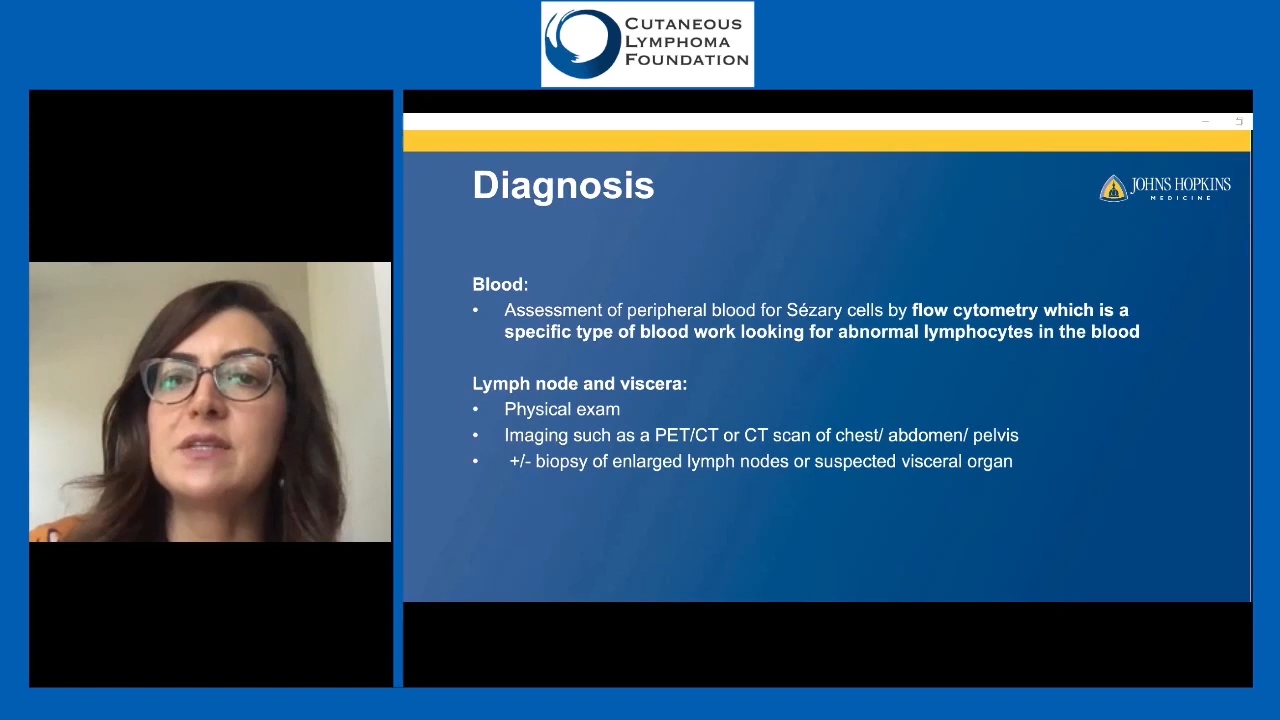 CUTANEOUS
LYMPHOMA
FOUNDATION
Diagnosis
JOHNS HOPKINS
MEDICINE
Blood:
• Assessment of peripheral blood for Sézary cells by flow cytometry which is a
specific type of blood work looking for abnormal lymphocytes in the blood
Lymph node and viscera:
• Physical exam
• Imaging such as a PET/CT or CT scan of chest/ abdomen/ pelvis
• +/- biopsy of enlarged lymph nodes or suspected visceral organ